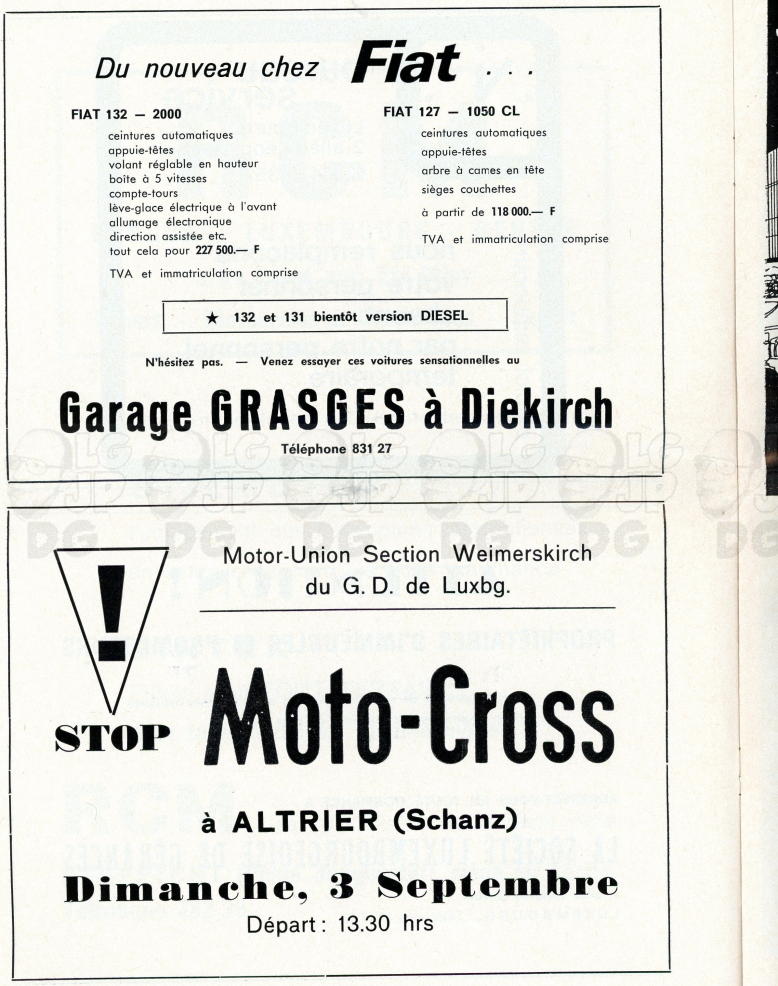 Du nouveau chez Fiat . . .
FIAT 132 — 2000
ceintures automatiques
appuie-têtes
volant réglable en hauteur
boîte à 5 vitesses
compte-tours
lève-glace électrique à l'avant
allumage électronique
direction assistée etc.
tout cela pour 227 500.— F
TVA et immatriculation comprise
FIAT 127 — 1050 CL
ceintures automatiques
appuie-têtes
arbre à cames en tête
sièges couchettes
à partir de 118 000.— F
TVA et immatriculation comprise
★ 132 et 131 bientôt version DIESEL
N'hésitez pas. — Venez essayer ces voitures sensationnelles au
Garage GRASGES à Diekirch
Téléphone 831 27
Motor-Union Section Weimerskirch
du G. D. de Luxbg.
!
STOP
Moto-Cross
à ALTRIER (Schanz)
Dimanche, 3 Septembre
Départ : 13.30 hrs